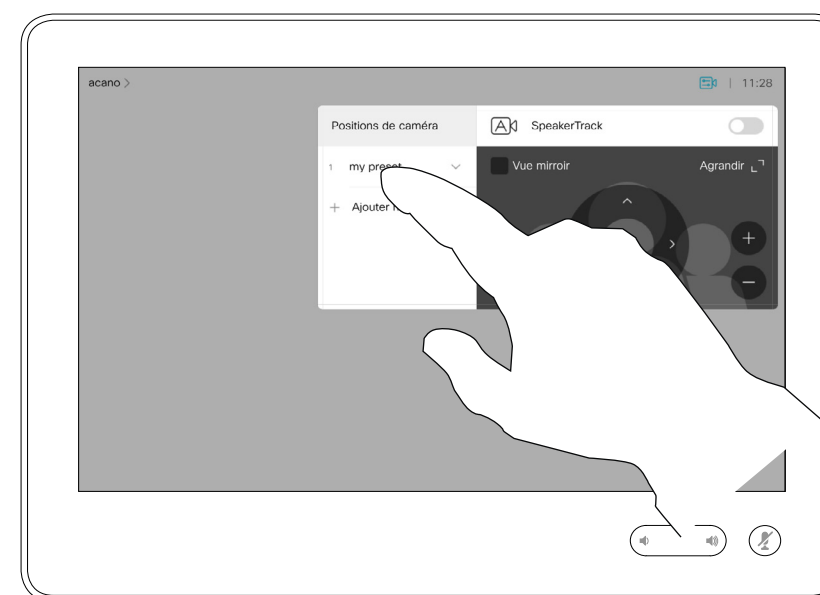 acano >
| 11:28
Positions de caméra
SpeakerTrack
1 my preset
Vue mirroir
Agrandir
+ Ajouter